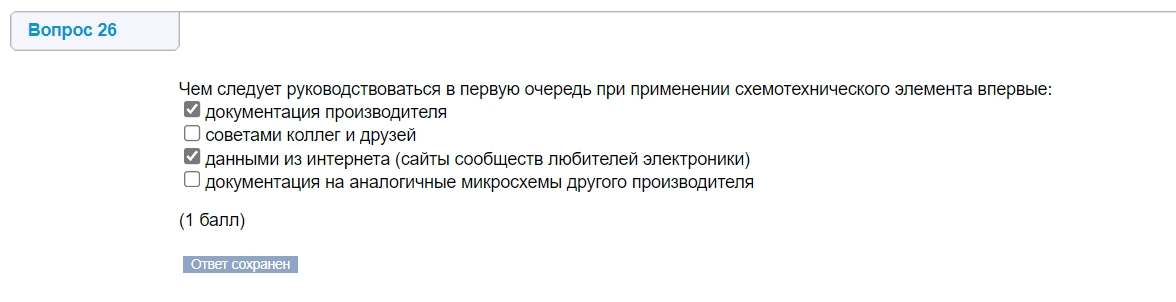 Вопрос 26
Чем следует руководствоваться в первую очередь при применении схемотехнического элемента впервые:
документация производителя
советами коллег и друзей
данными из интернета (сайты сообществ любителей электроники)
документация на аналогичные микросхемы другого производителя
(1 балл)
Ответ сохранен